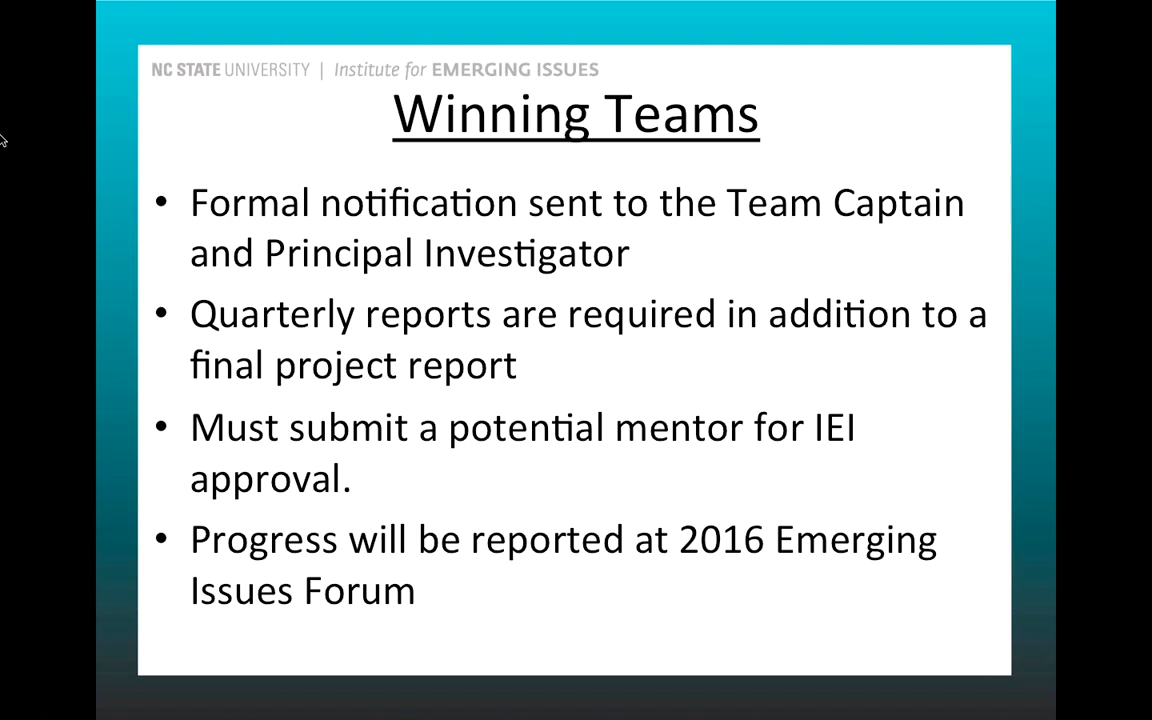 NC STATE UNIVERSITY | Institute for EMERGING ISSUES
Winning Teams
• Formal notification sent to the Team Captain
and Principal Investigator
• Quarterly reports are required in addition to a
final project report
• Must submit a potential mentor for IEI
approval.
• Progress will be reported at 2016 Emerging
Issues Forum